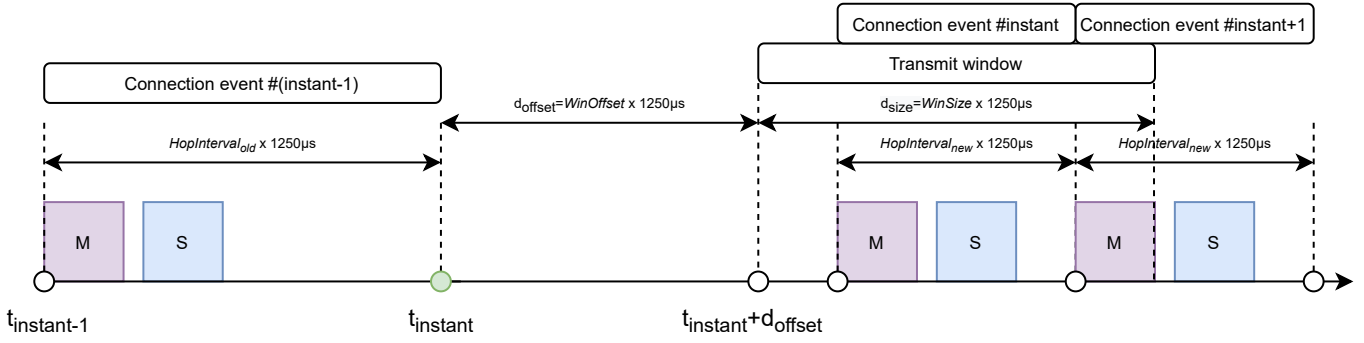 Connection event #instant
Connection event #instant+1
Transmit window
Connection event #(instant-1)
doffset=WinOffset x 1250µs
dsize=WinSize x 1250µs
HopIntervalold x 1250µs
HopIntervalnew x 1250µs
HopIntervalnew x 1250µs
M
S
M
S
M
S
tinstant-1
tinstant
tinstant+doffset